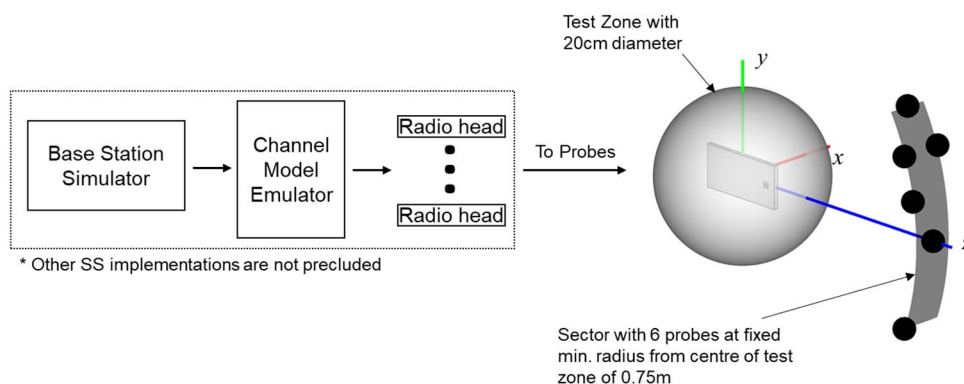 Test Zone with
20cm diameter
y
Base Station
Simulator
Channel
Model
Emulator
Radio head
Radio head
To Probes
x
* Other SS implementations are not precluded
Sector with 6 probes at fixed
min. radius from centre of test
zone of 0.75m